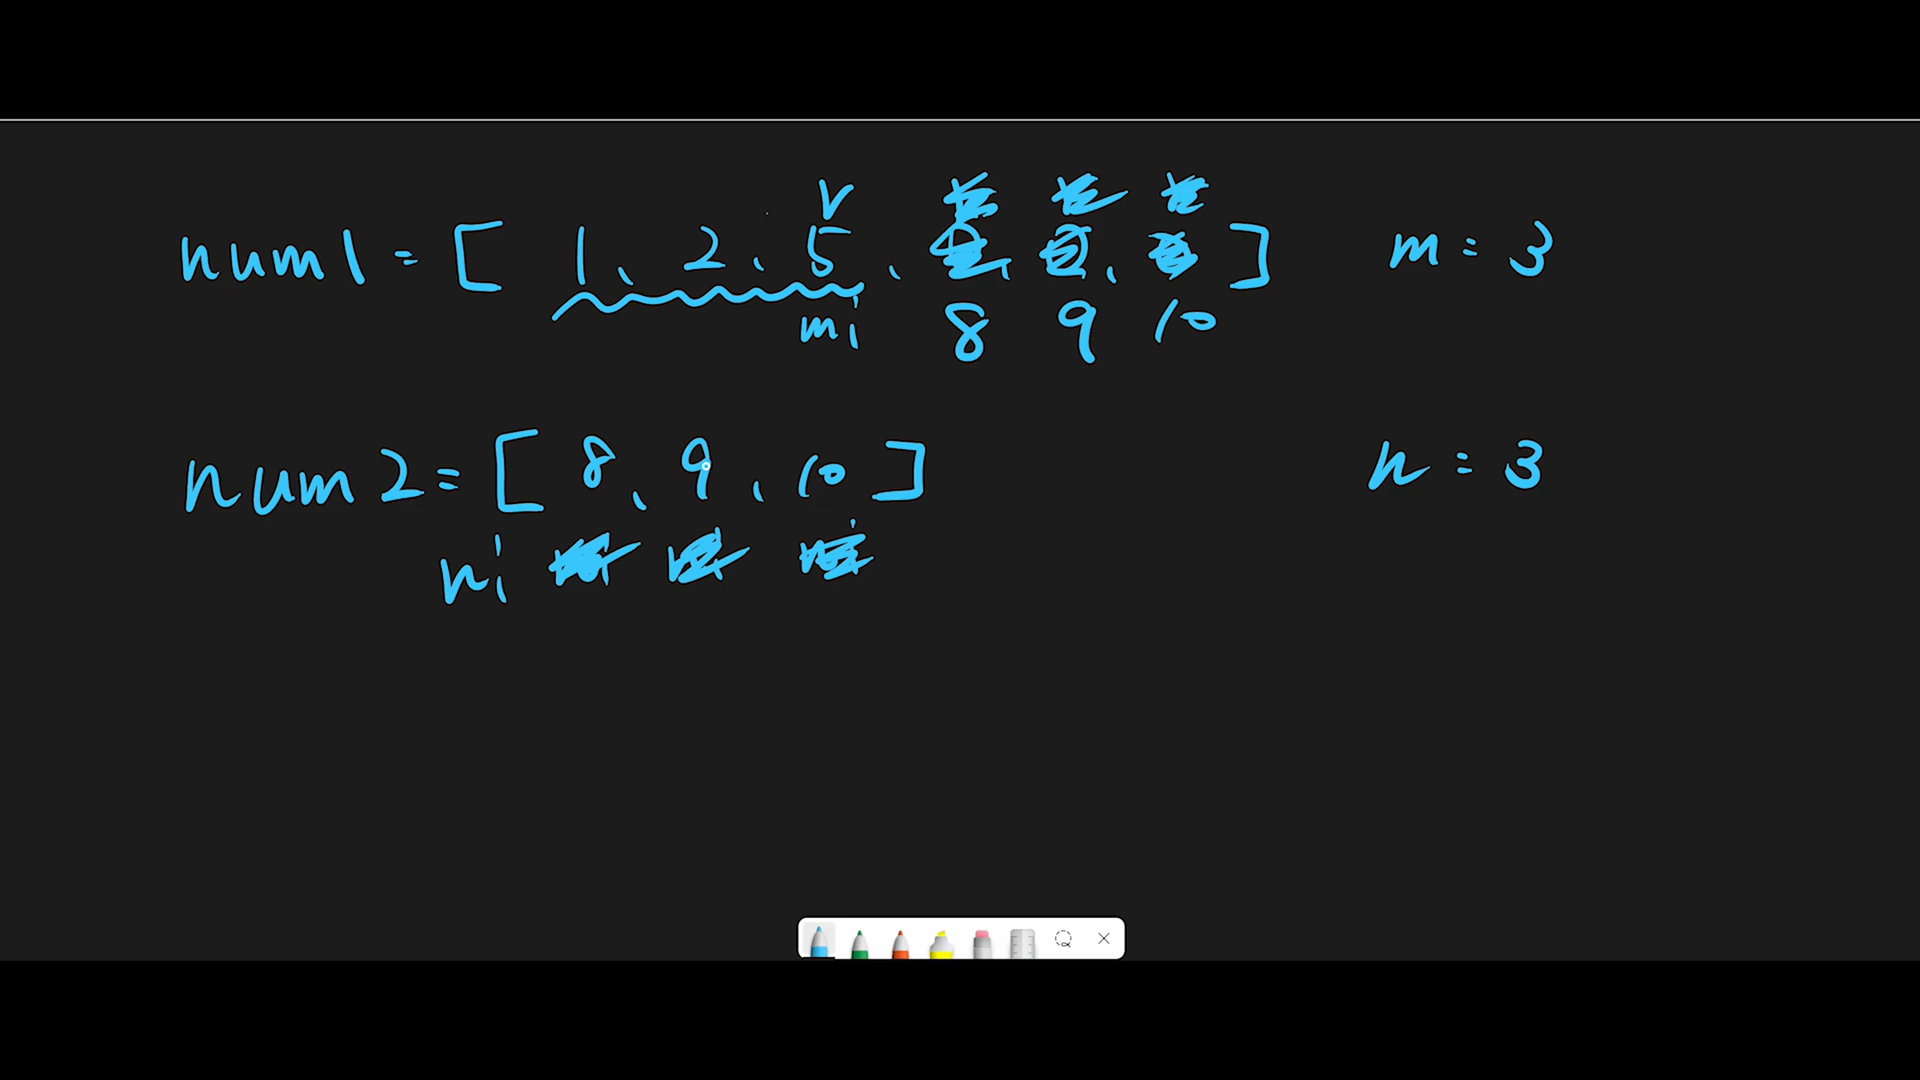 r
num1 = [ 1, 2, 5, , , ] m = 3
mi 8 9 10
num2 = [ 8, 9, 10 ] n = 3
ni